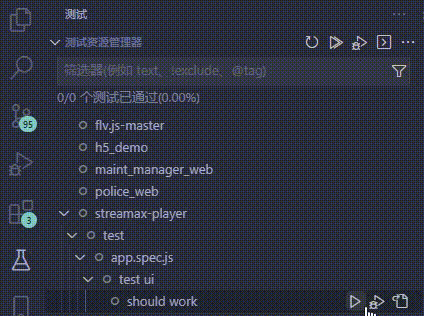 测试
测试资源管理器
筛选器(例如 text、!exclude、@tag)
0/0 个测试已通过(0.00%)
flv.js-master
h5_demo
maint_manager_web
police_web
streamax-player
test
app.spec.js
test ui
should work
95
3